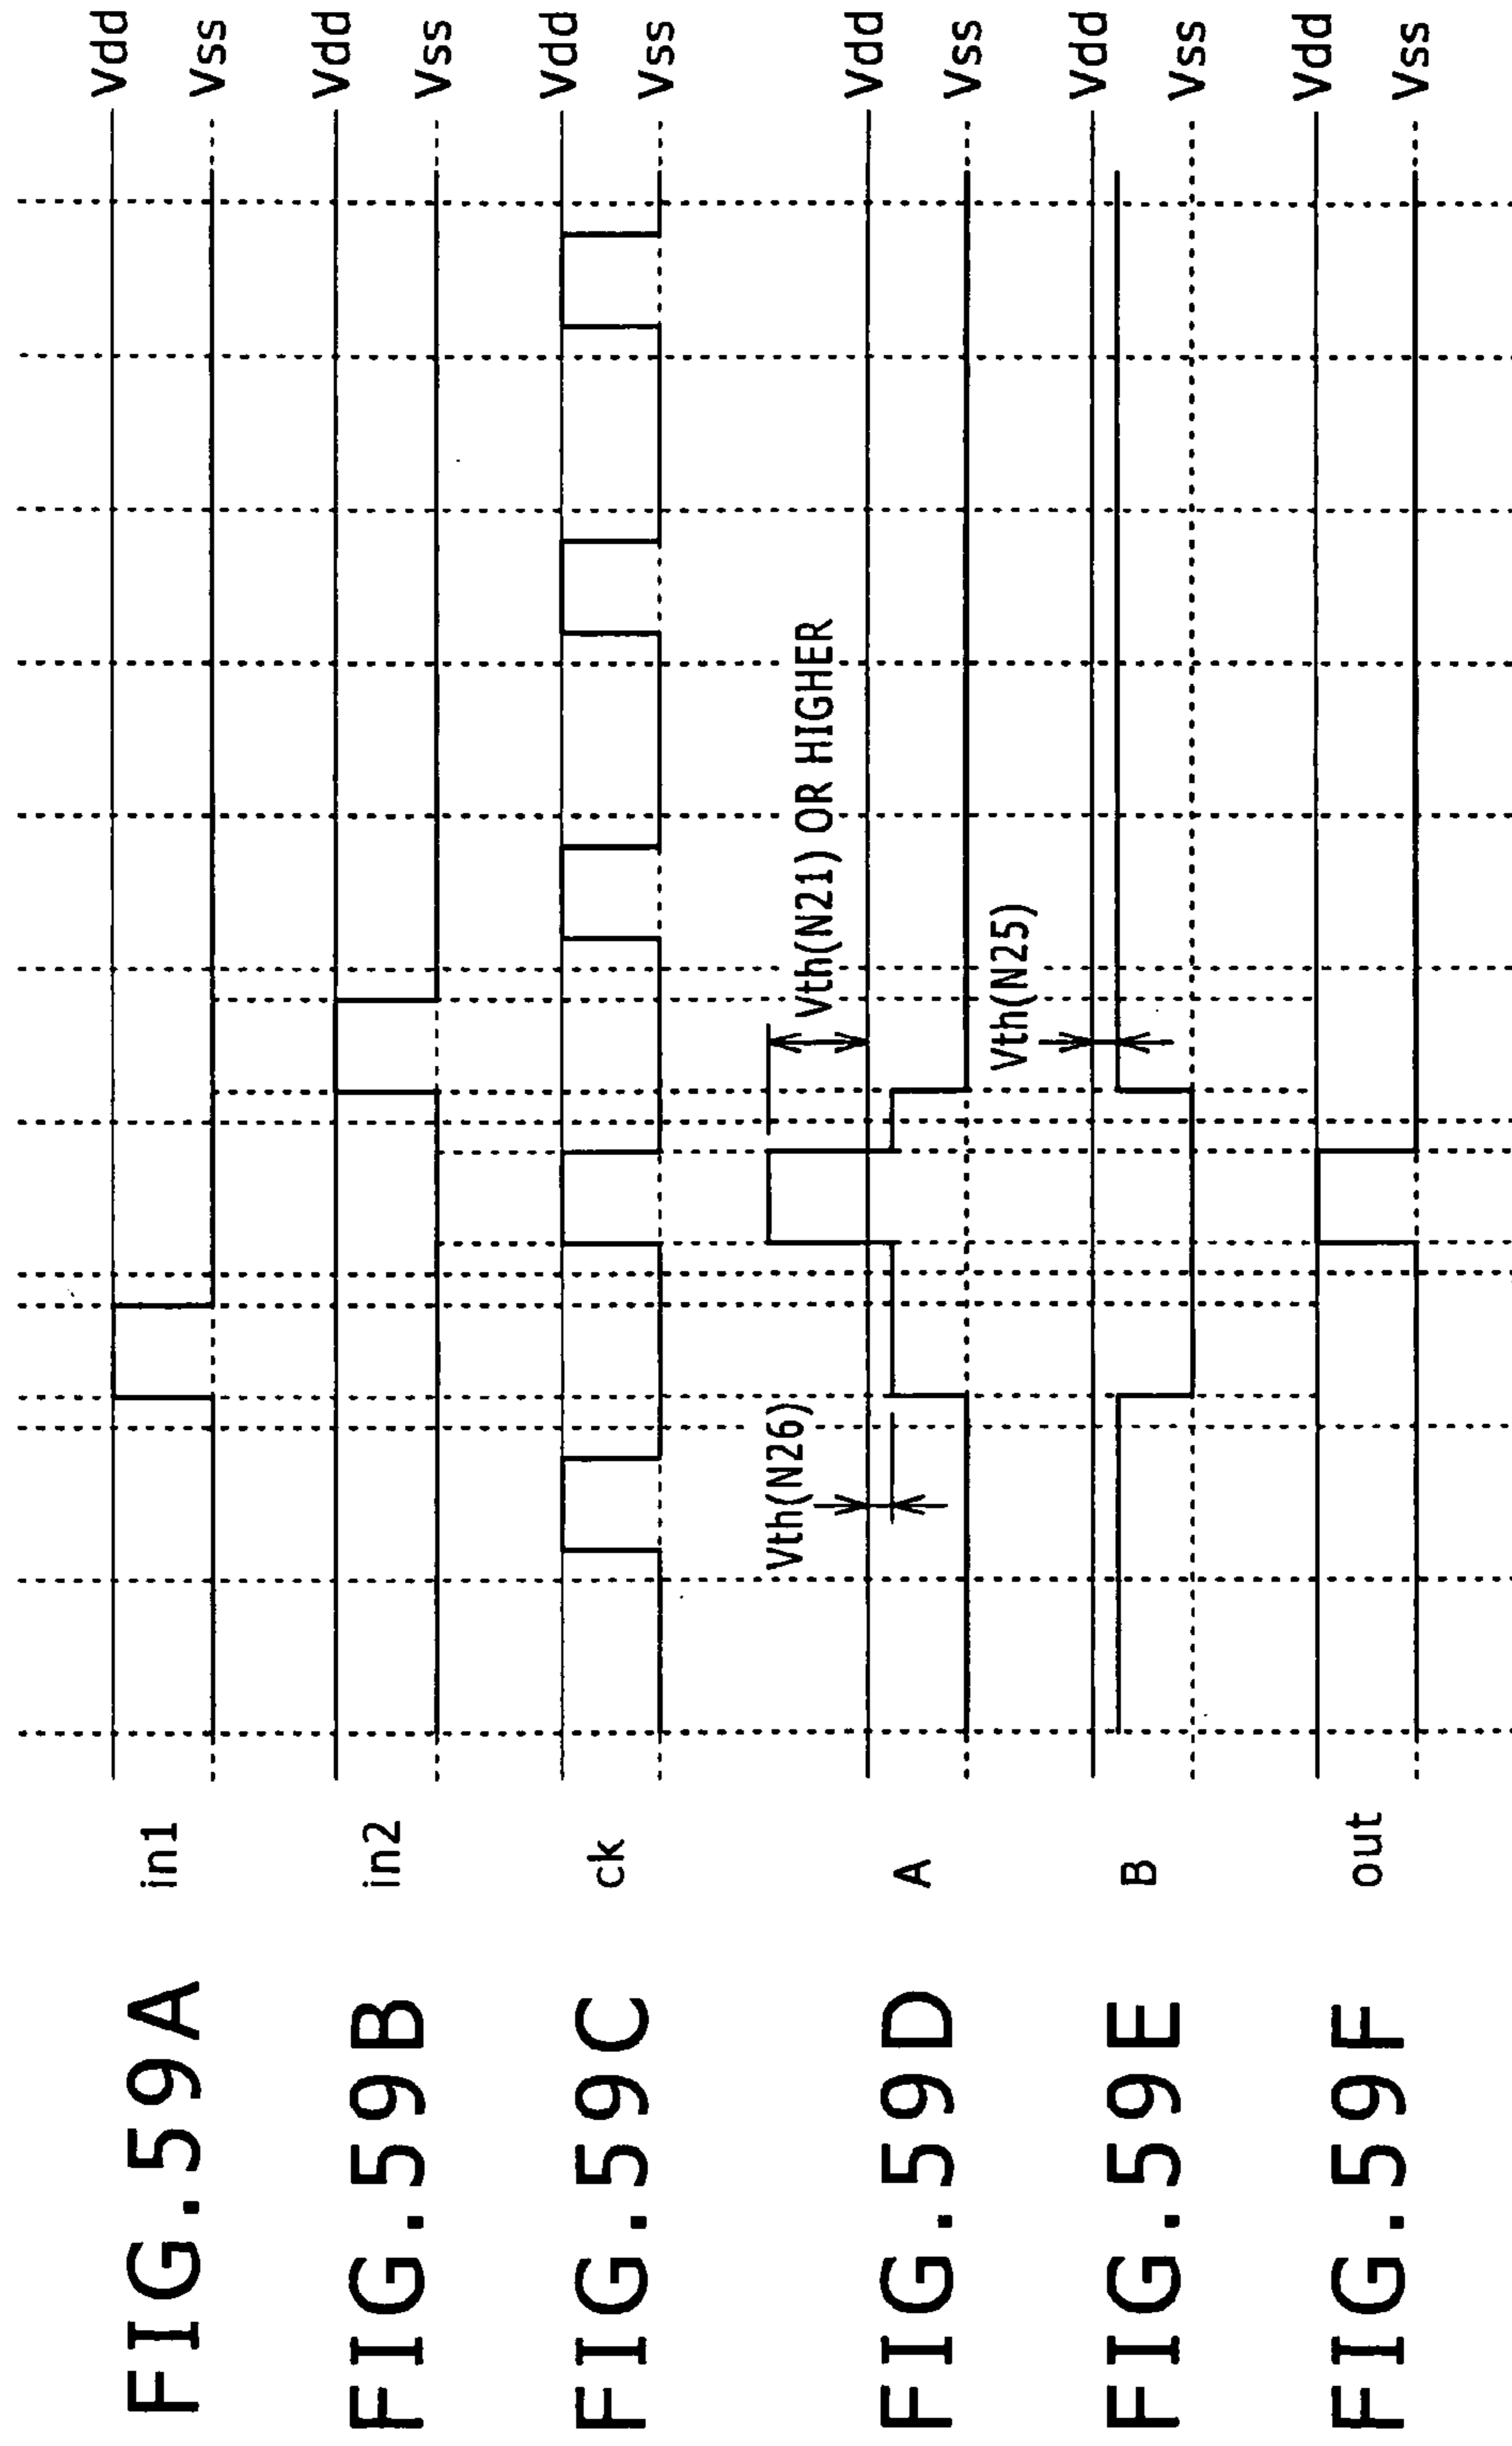 FIG.59A in1 Vdd
Vss
FIG.59B in2 Vdd
Vss
FIG.59C ck Vdd
Vss
Vth(N26) Vth(N21) OR HIGHER
FIG.59D A Vdd
Vss
Vth(N25)
FIG.59E B Vdd
Vss
FIG.59F out Vdd
Vss